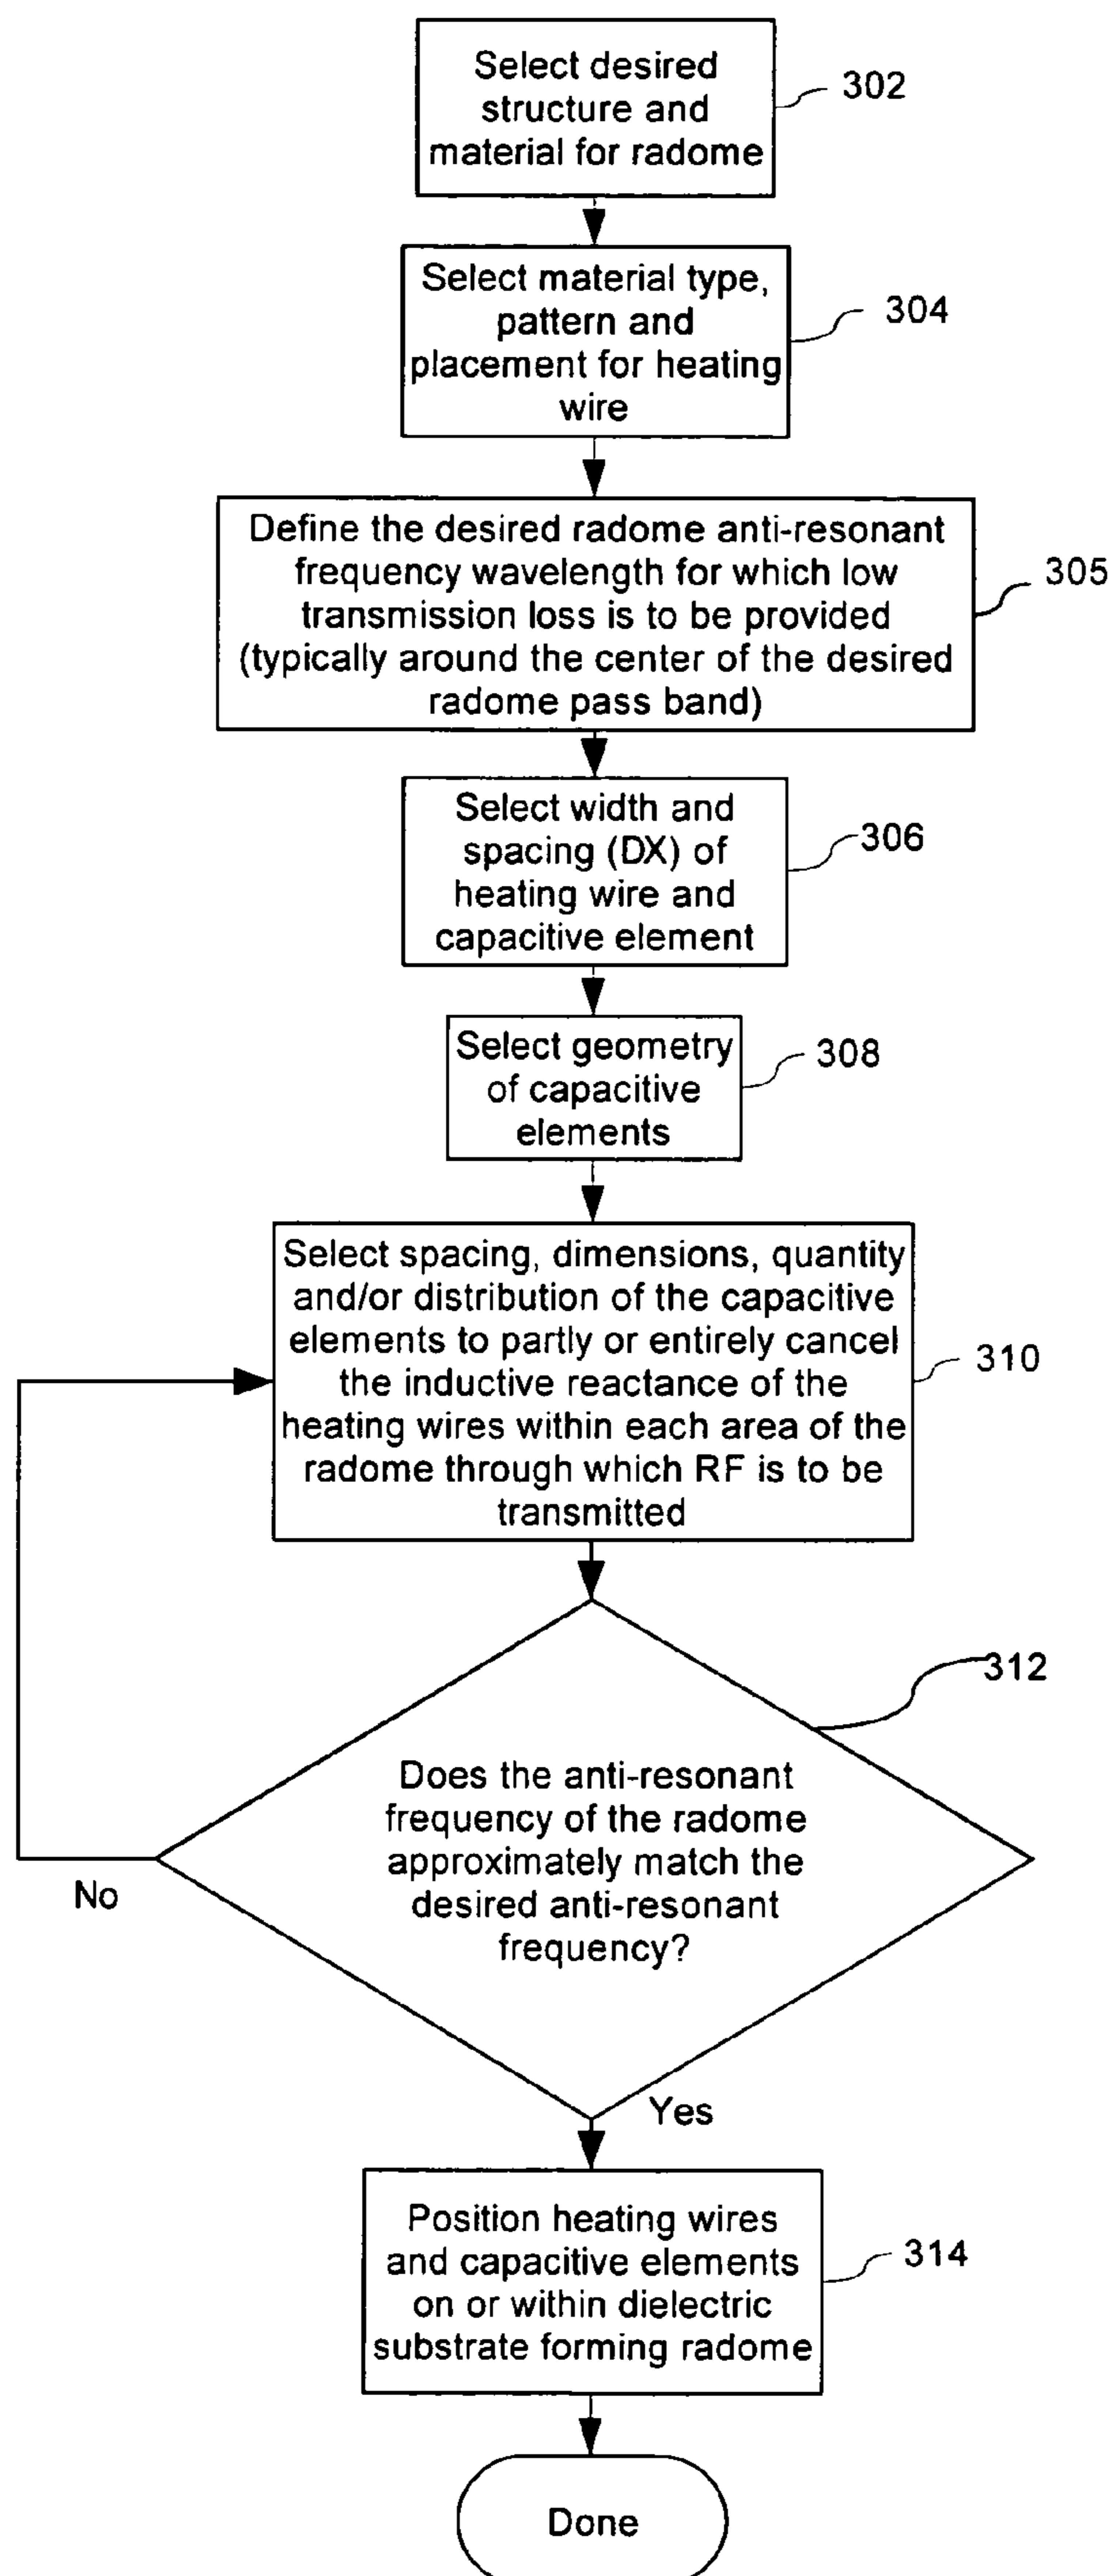 Select desired
structure and
material for radome
302
Select material type,
pattern and
placement for heating
wire
304
Define the desired radome anti-resonant
frequency wavelength for which low
transmission loss is to be provided
(typically around the center of the desired
radome pass band)
305
Select width and
spacing (DX) of
heating wire and
capacitive element
306
Select geometry
of capacitive
elements
308
Select spacing, dimensions, quantity
and/or distribution of the capacitive
elements to partly or entirely cancel
the inductive reactance of the
heating wires within each area of the
radome through which RF is to be
transmitted
310
312
Does the anti-resonant
frequency of the radome
approximately match the
desired anti-resonant
frequency?
No
Yes
Position heating wires
and capacitive elements
on or within dielectric
substrate forming radome
314
Done